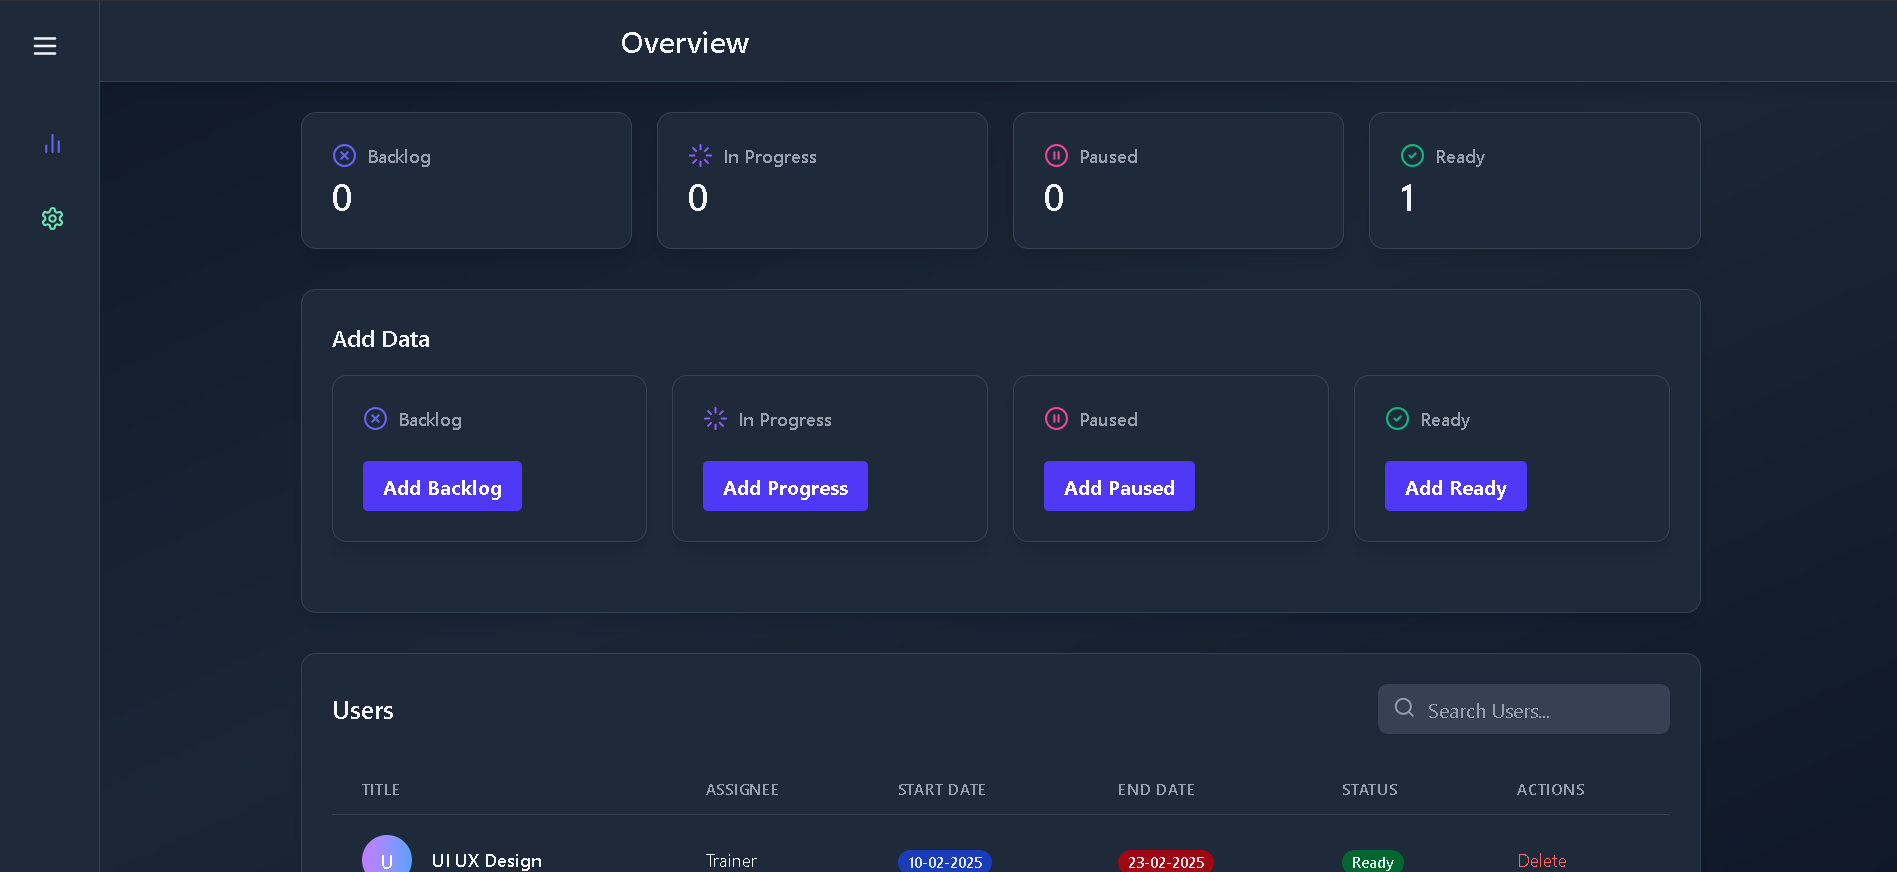 Overview
Backlog
0
In Progress
0
Paused
0
Ready
1
Add Data
Backlog
Add Backlog
In Progress
Add Progress
Paused
Add Paused
Ready
Add Ready
Users
Search Users...
TITLE ASSIGNEE START DATE END DATE STATUS ACTIONS
U UI UX Design Trainer 10-02-2025 23-02-2025 Ready Delete